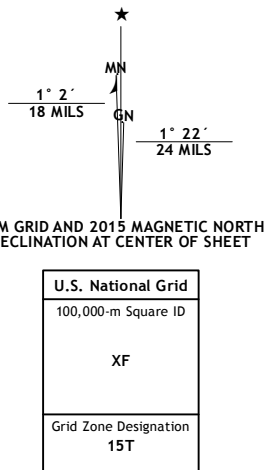 ★
MN
GN
1° 2´
18 MILS
1° 22´
24 MILS
M GRID AND 2015 MAGNETIC NORTH
ECLINATION AT CENTER OF SHEET
U.S. National Grid
100,000-m Square ID
XF
Grid Zone Designation
15T